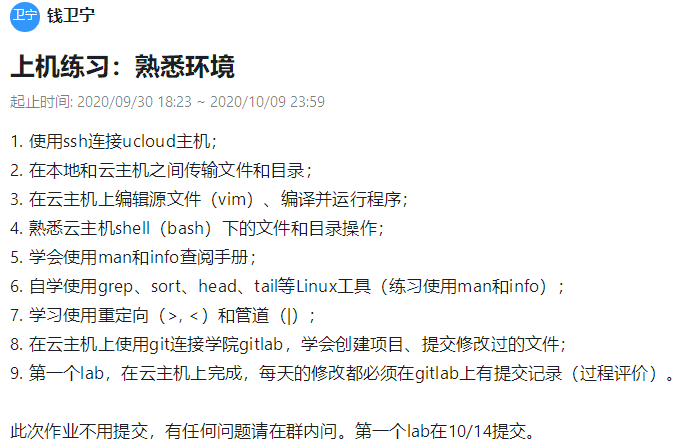 卫宁 钱卫宁
上机练习：熟悉环境
起止时间: 2020/09/30 18:23 ~ 2020/10/09 23:59
1. 使用ssh连接ucloud主机；
2. 在本地和云主机之间传输文件和目录；
3. 在云主机上编辑源文件（vim）、编译并运行程序；
4. 熟悉云主机shell（bash）下的文件和目录操作；
5. 学会使用man和info查阅手册；
6. 自学使用grep、sort、head、tail等Linux工具（练习使用man和info）；
7. 学习使用重定向（>, <）和管道（|）；
8. 在云主机上使用git连接学院gitlab，学会创建项目、提交修改过的文件；
9. 第一个lab，在云主机上完成，每天的修改都必须在gitlab上有提交记录（过程评价）。
此次作业不用提交，有任何问题请在群内问。第一个lab在10/14提交。